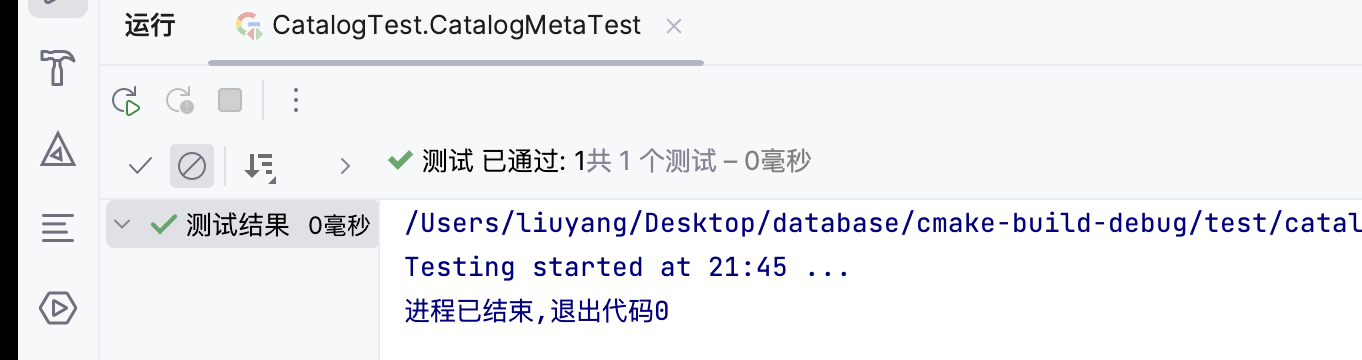 运行 CatalogTest.CatalogMetaTest
测试 已通过: 1共 1 个测试 – 0毫秒
测试结果 0毫秒
/Users/liuyang/Desktop/database/cmake-build-debug/test/catal
Testing started at 21:45 ...
进程已结束,退出代码0